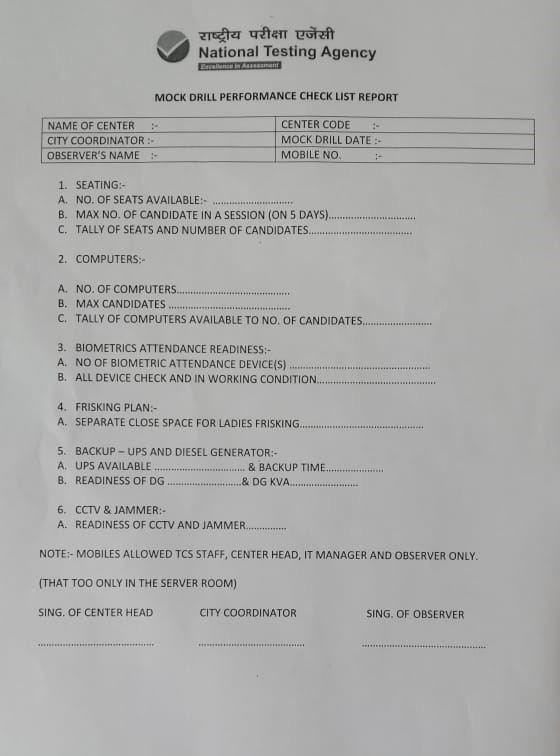 राष्ट्रीय परीक्षा एजेंसी
National Testing Agency
Excellence in Assessment
MOCK DRILL PERFORMANCE CHECK LIST REPORT
NAME OF CENTER :- CENTER CODE :-
CITY COORDINATOR :- MOCK DRILL DATE :-
OBSERVER'S NAME :- MOBILE NO. :-
1. SEATING:-
A. NO. OF SEATS AVAILABLE:- ............................
B. MAX NO. OF CANDIDATE IN A SESSION (ON 5 DAYS)..............................
C. TALLY OF SEATS AND NUMBER OF CANDIDATES....................................
2. COMPUTERS:-
A. NO. OF COMPUTERS.......................................
B. MAX CANDIDATES ..........................................
C. TALLY OF COMPUTERS AVAILABLE TO NO. OF CANDIDATES........................
3. BIOMETRICS ATTENDANCE READINESS:-
A. NO OF BIOMETRIC ATTENDANCE DEVICE(S) .................................................
B. ALL DEVICE CHECK AND IN WORKING CONDITION..........................................
4. FRISKING PLAN:-
A. SEPARATE CLOSE SPACE FOR LADIES FRISKING...........................................
5. BACKUP – UPS AND DIESEL GENERATOR:-
A. UPS AVAILABLE ................................ & BACKUP TIME....................
B. READINESS OF DG ..........................& DG KVA........................
6. CCTV & JAMMER:-
A. READINESS OF CCTV AND JAMMER..............
NOTE:- MOBILES ALLOWED TCS STAFF, CENTER HEAD, IT MANAGER AND OBSERVER ONLY.
(THAT TOO ONLY IN THE SERVER ROOM)
SING. OF CENTER HEAD CITY COORDINATOR SING. OF OBSERVER
........................................ ..................................... ...........................................